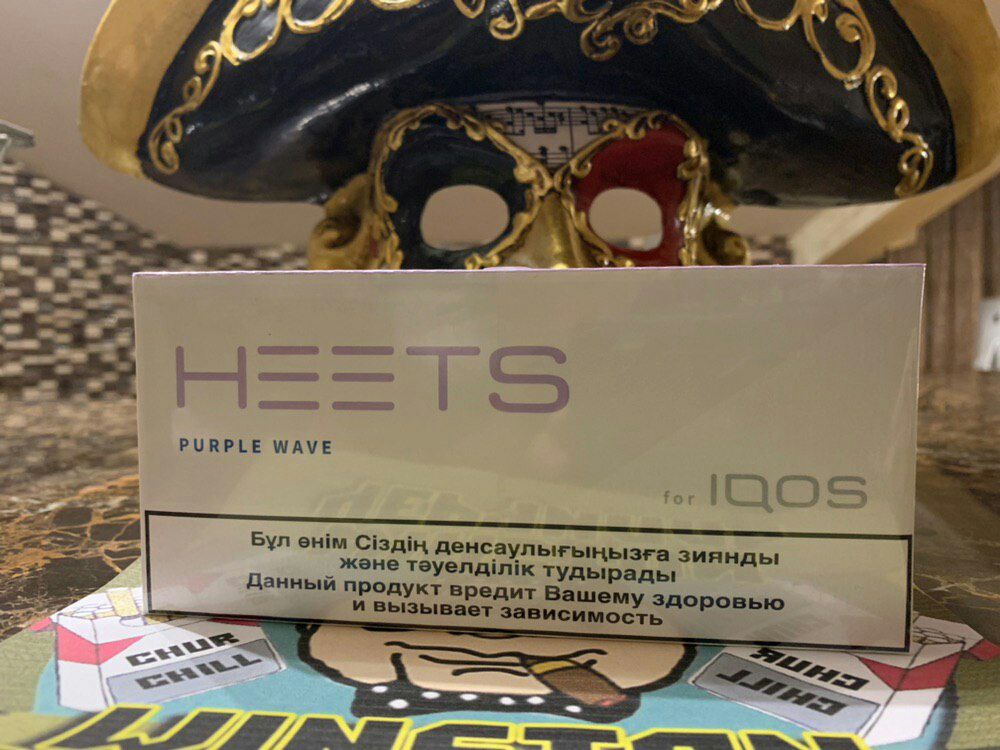 HEETS
PURPLE WAVE
for IQOS
Бұл өнім Сіздің денсаулығыңызға зиянды
және тәуелділік тудырады
Данный продукт вредит Вашему здоровью
и вызывает зависимость
CHUR
CHILL
CHUR
CHILL
WINSTON